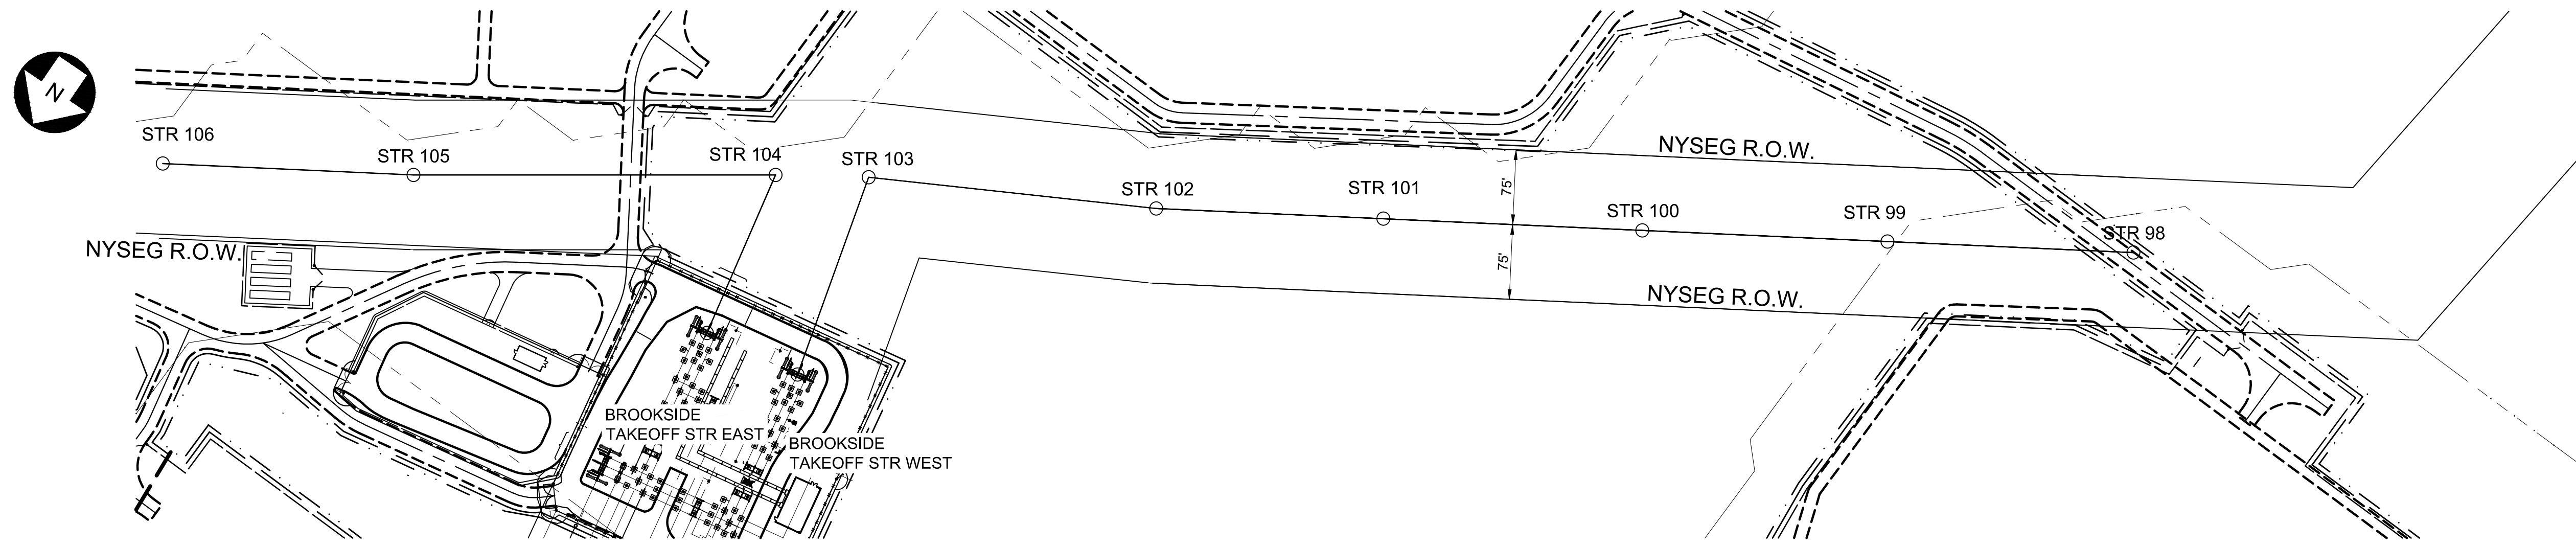 N
STR 106
STR 105
STR 104
STR 103
STR 102
STR 101
STR 100
STR 99
STR 98
NYSEG R.O.W.
NYSEG R.O.W.
NYSEG R.O.W.
75'
75'
BROOKSIDE
TAKEOFF STR EAST
BROOKSIDE
TAKEOFF STR WEST